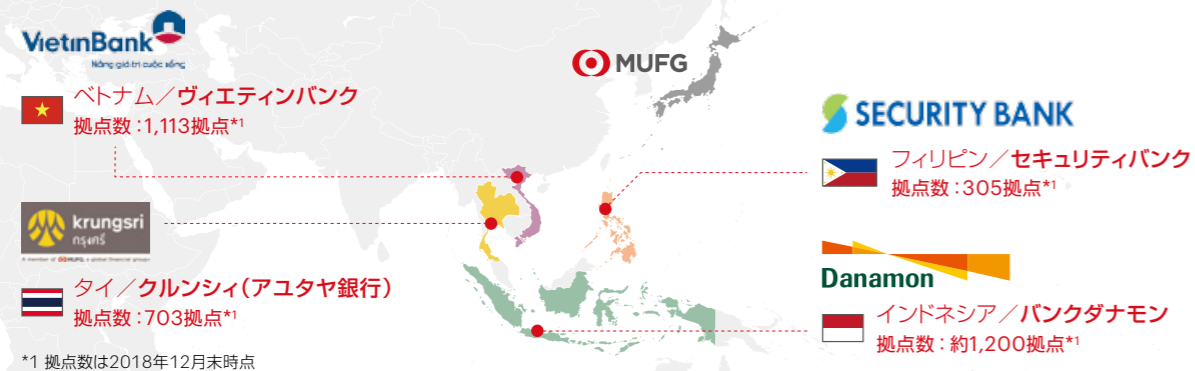 VietinBank
Nâng giá trị cuộc sống
ベトナム／ヴィエティンバンク
拠点数：1,113拠点*1
krungsri
กรุงศรี
A member of MUFG, a global financial group
タイ／クルンシィ（アユタヤ銀行）
拠点数：703拠点*1
*1 拠点数は2018年12月末時点
MUFG
SECURITY BANK
フィリピン／セキュリティバンク
拠点数：305拠点*1
Danamon
インドネシア／バンクダナモン
拠点数：約1,200拠点*1